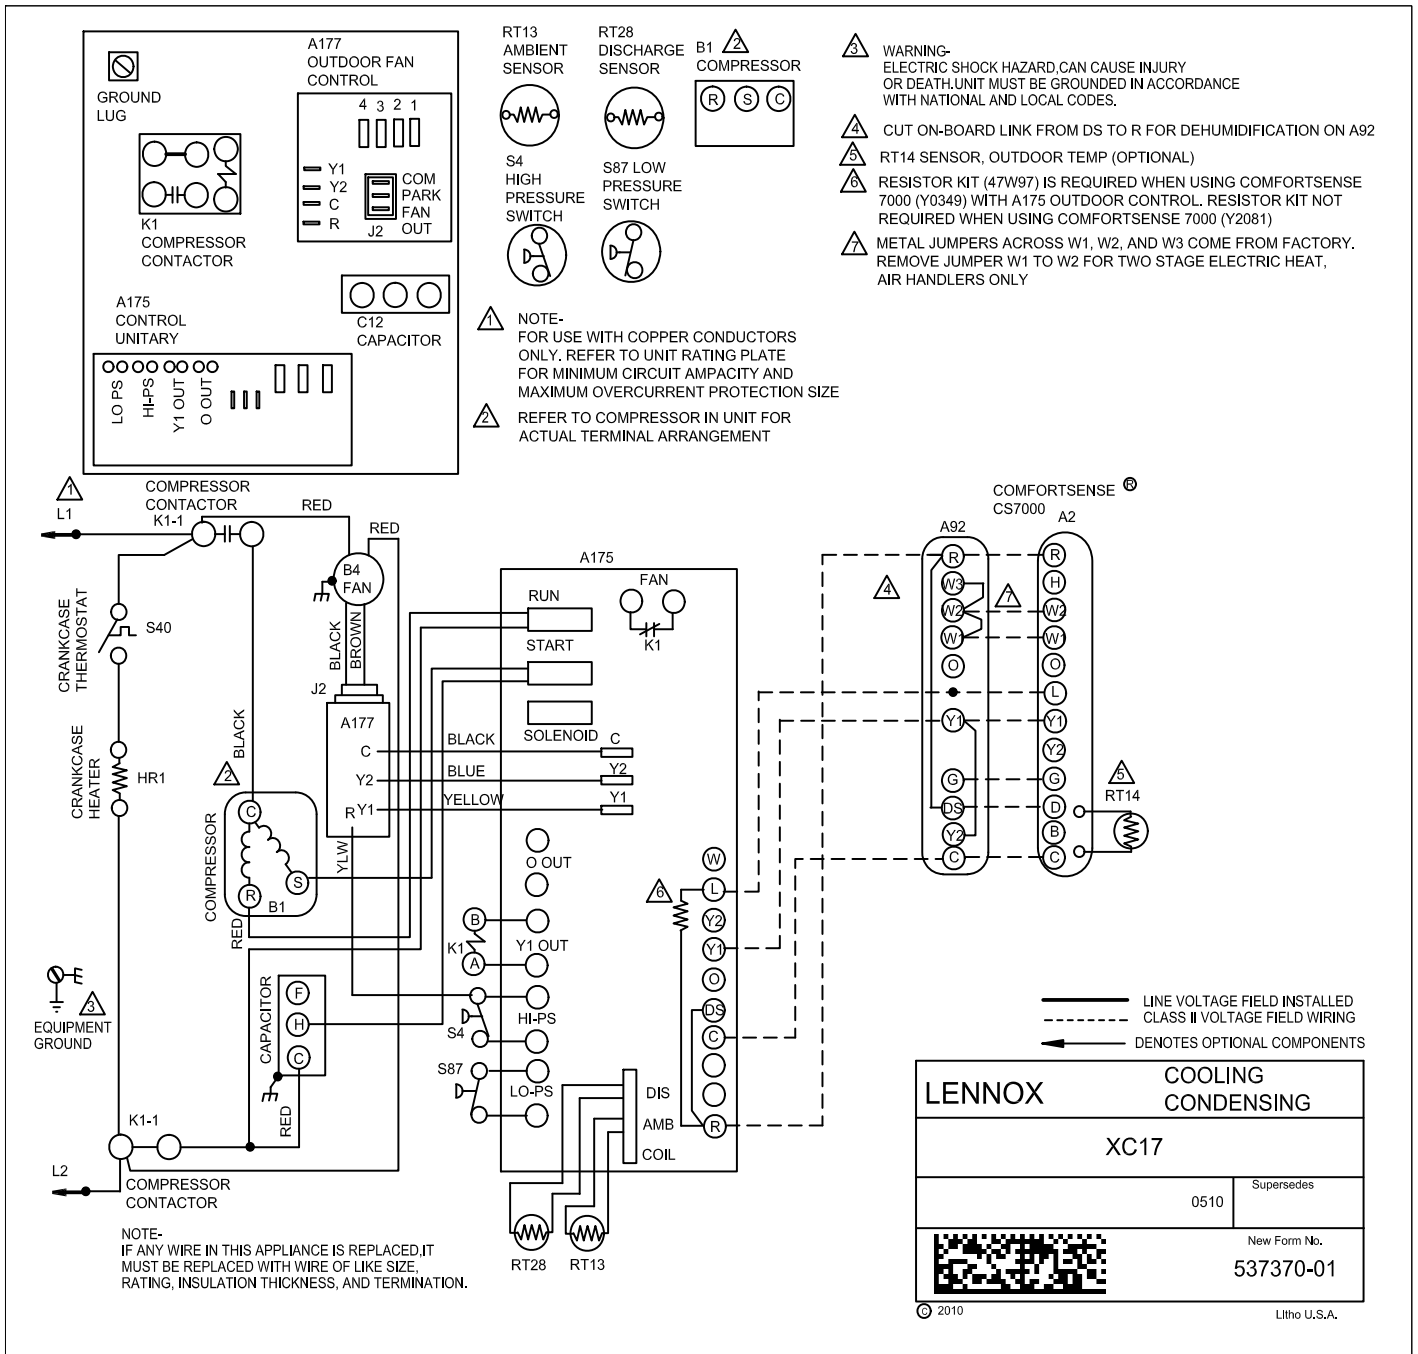 GROUND
LUG
A177
OUTDOOR FAN
CONTROL
4 3 2 1
Y1
Y2
C
R
COM
PARK
FAN
OUT
J2
K1
COMPRESSOR
CONTACTOR
C12
CAPACITOR
A175
CONTROL
UNITARY
LO PS
HI-PS
Y1 OUT
O OUT
RT13
AMBIENT
SENSOR
RT28
DISCHARGE
SENSOR
B1 2
COMPRESSOR
R S C
S4
HIGH
PRESSURE
SWITCH
S87 LOW
PRESSURE
SWITCH
1 NOTE-
FOR USE WITH COPPER CONDUCTORS
ONLY. REFER TO UNIT RATING PLATE
FOR MINIMUM CIRCUIT AMPACITY AND
MAXIMUM OVERCURRENT PROTECTION SIZE
2 REFER TO COMPRESSOR IN UNIT FOR
ACTUAL TERMINAL ARRANGEMENT
3 WARNING-
ELECTRIC SHOCK HAZARD,CAN CAUSE INJURY
OR DEATH.UNIT MUST BE GROUNDED IN ACCORDANCE
WITH NATIONAL AND LOCAL CODES.
4 CUT ON-BOARD LINK FROM DS TO R FOR DEHUMIDIFICATION ON A92
5 RT14 SENSOR, OUTDOOR TEMP (OPTIONAL)
6 RESISTOR KIT (47W97) IS REQUIRED WHEN USING COMFORTSENSE
7000 (Y0349) WITH A175 OUTDOOR CONTROL. RESISTOR KIT NOT
REQUIRED WHEN USING COMFORTSENSE 7000 (Y2081)
7 METAL JUMPERS ACROSS W1, W2, AND W3 COME FROM FACTORY.
REMOVE JUMPER W1 TO W2 FOR TWO STAGE ELECTRIC HEAT,
AIR HANDLERS ONLY
1
L1
COMPRESSOR
CONTACTOR
K1-1
RED
RED
B4
FAN
BLACK
BROWN
CRANKCASE
THERMOSTAT
S40
CRANKCASE
HEATER
HR1
BLACK
2
COMPRESSOR
C
S
R
B1
RED
J2
A177
C
Y2
R Y1
YLW
BLACK
BLUE
YELLOW
A175
RUN
START
SOLENOID
FAN
K1
C
Y2
Y1
O OUT
B
K1
A
Y1 OUT
HI-PS
S4
S87
LO-PS
DIS
AMB
COIL
RT28
RT13
6
W
L
Y2
Y1
O
DS
C
R
CAPACITOR
F
H
C
RED
3
EQUIPMENT
GROUND
K1-1
L2
COMPRESSOR
CONTACTOR
NOTE-
IF ANY WIRE IN THIS APPLIANCE IS REPLACED,IT
MUST BE REPLACED WITH WIRE OF LIKE SIZE,
RATING, INSULATION THICKNESS, AND TERMINATION.
COMFORTSENSE ®
CS7000
A92
A2
4
7
R
W3
W2
W1
O
Y1
G
DS
Y2
C
R
H
W2
W1
O
L
Y1
Y2
G
D
B
C
5
RT14
LINE VOLTAGE FIELD INSTALLED
CLASS II VOLTAGE FIELD WIRING
DENOTES OPTIONAL COMPONENTS
LENNOX
COOLING
CONDENSING
XC17
0510
Supersedes
New Form No.
537370-01
© 2010
Litho U.S.A.